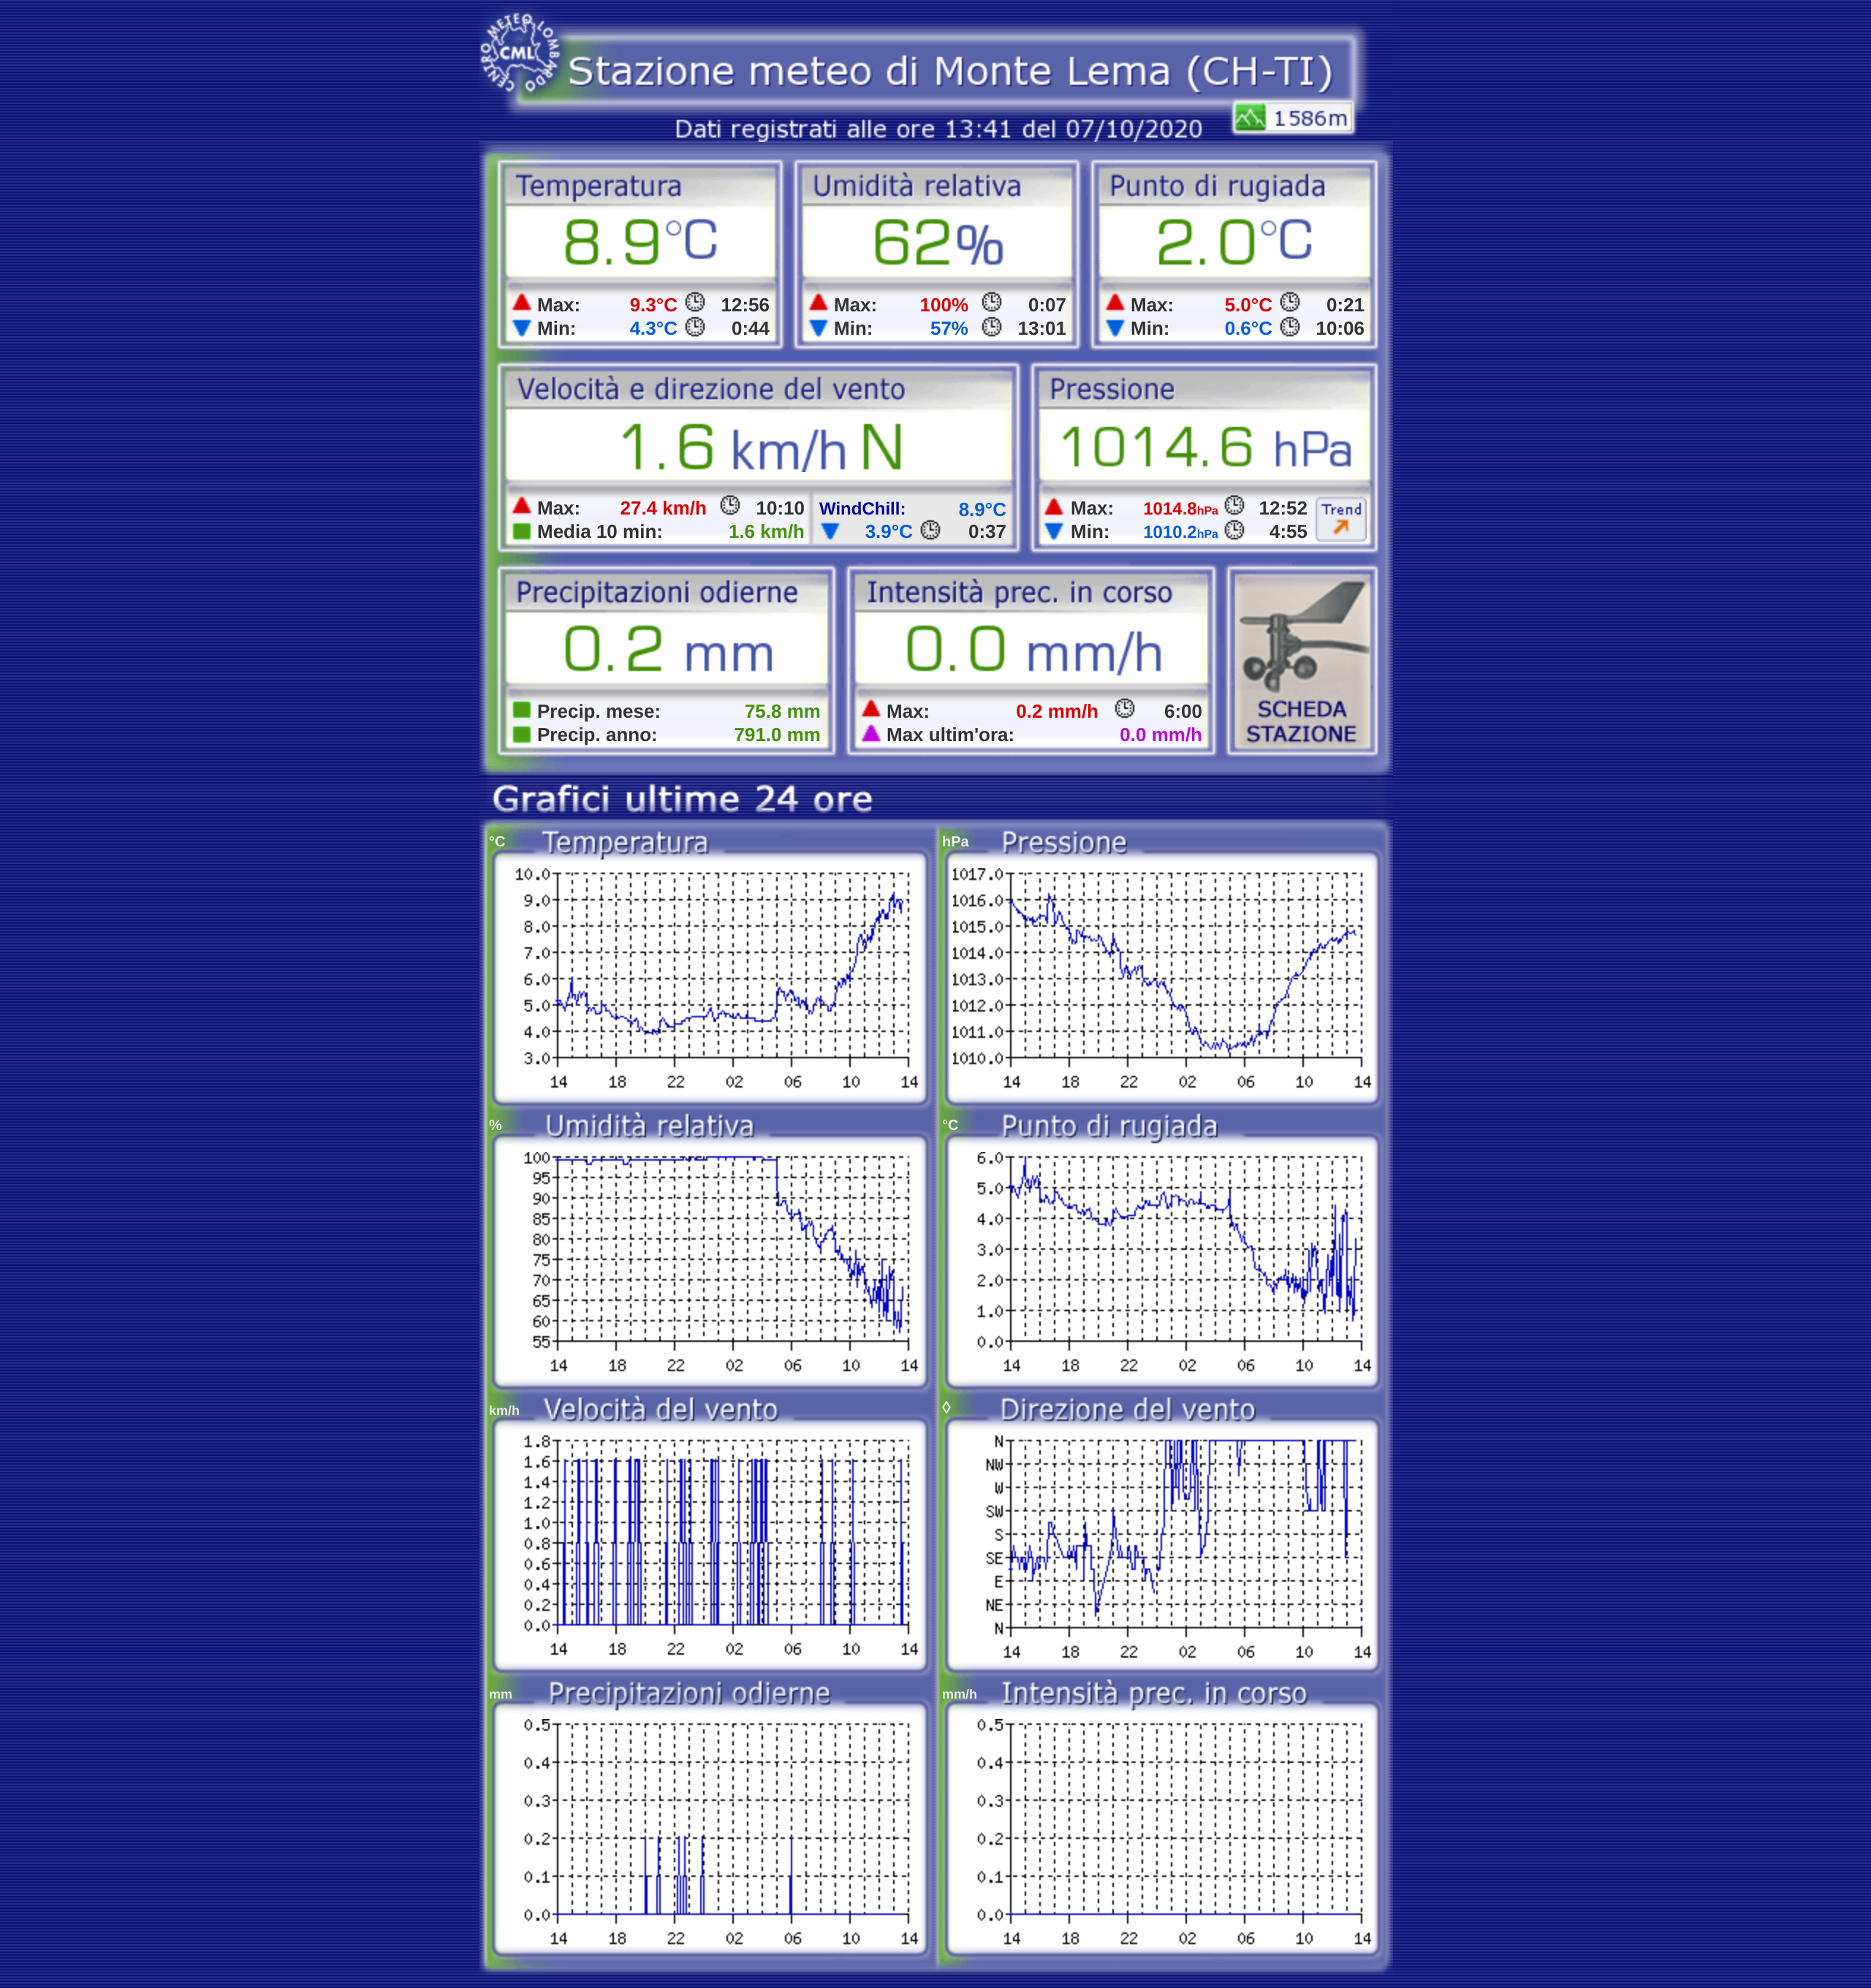 CENTRO METEO LOMBARDO
CML
Stazione meteo di Monte Lema (CH-TI)
1586m
Dati registrati alle ore 13:41 del 07/10/2020
Temperatura
8.9°C
Max: 9.3°C 12:56
Min: 4.3°C 0:44
Umidità relativa
62%
Max: 100% 0:07
Min: 57% 13:01
Punto di rugiada
2.0°C
Max: 5.0°C 0:21
Min: 0.6°C 10:06
Velocità e direzione del vento
1.6 km/h N
Max: 27.4 km/h 10:10
Media 10 min: 1.6 km/h
WindChill: 8.9°C
3.9°C 0:37
Pressione
1014.6 hPa
Max: 1014.8hPa 12:52
Min: 1010.2hPa 4:55
Trend
Precipitazioni odierne
0.2 mm
Precip. mese: 75.8 mm
Precip. anno: 791.0 mm
Intensità prec. in corso
0.0 mm/h
Max: 0.2 mm/h 6:00
Max ultim'ora: 0.0 mm/h
SCHEDA
STAZIONE
Grafici ultime 24 ore
°C Temperatura
10.0
9.0
8.0
7.0
6.0
5.0
4.0
3.0
14 18 22 02 06 10 14
hPa Pressione
1017.0
1016.0
1015.0
1014.0
1013.0
1012.0
1011.0
1010.0
14 18 22 02 06 10 14
% Umidità relativa
100
95
90
85
80
75
70
65
60
55
14 18 22 02 06 10 14
°C Punto di rugiada
6.0
5.0
4.0
3.0
2.0
1.0
0.0
14 18 22 02 06 10 14
km/h Velocità del vento
1.8
1.6
1.4
1.2
1.0
0.8
0.6
0.4
0.2
0.0
14 18 22 02 06 10 14
◊ Direzione del vento
N
NW
W
SW
S
SE
E
NE
N
14 18 22 02 06 10 14
mm Precipitazioni odierne
0.5
0.4
0.3
0.2
0.1
0.0
14 18 22 02 06 10 14
mm/h Intensità prec. in corso
0.5
0.4
0.3
0.2
0.1
0.0
14 18 22 02 06 10 14